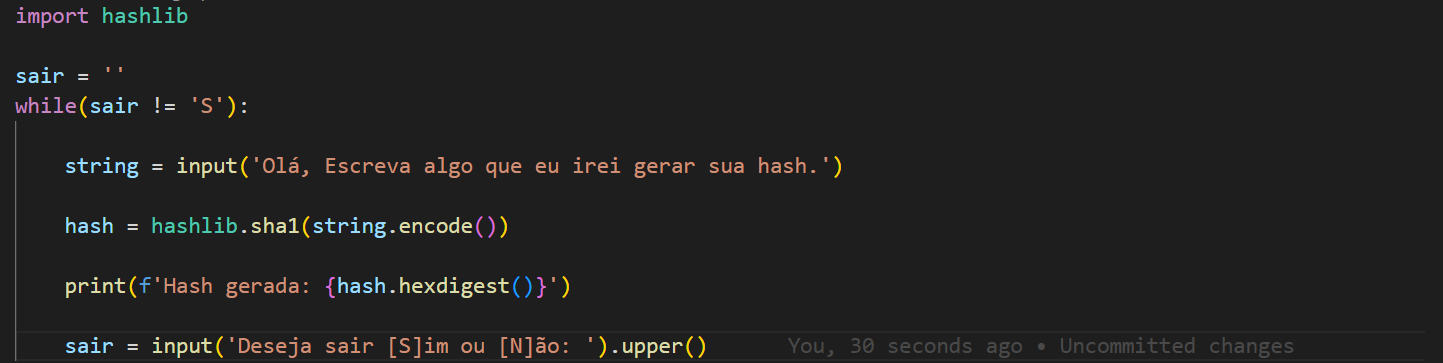 import hashlib
sair = ''
while(sair != 'S'):
string = input('Olá, Escreva algo que eu irei gerar sua hash.')
hash = hashlib.sha1(string.encode())
print(f'Hash gerada: {hash.hexdigest()}')
sair = input('Deseja sair [S]im ou [N]ão: ').upper() You, 30 seconds ago • Uncommitted changes